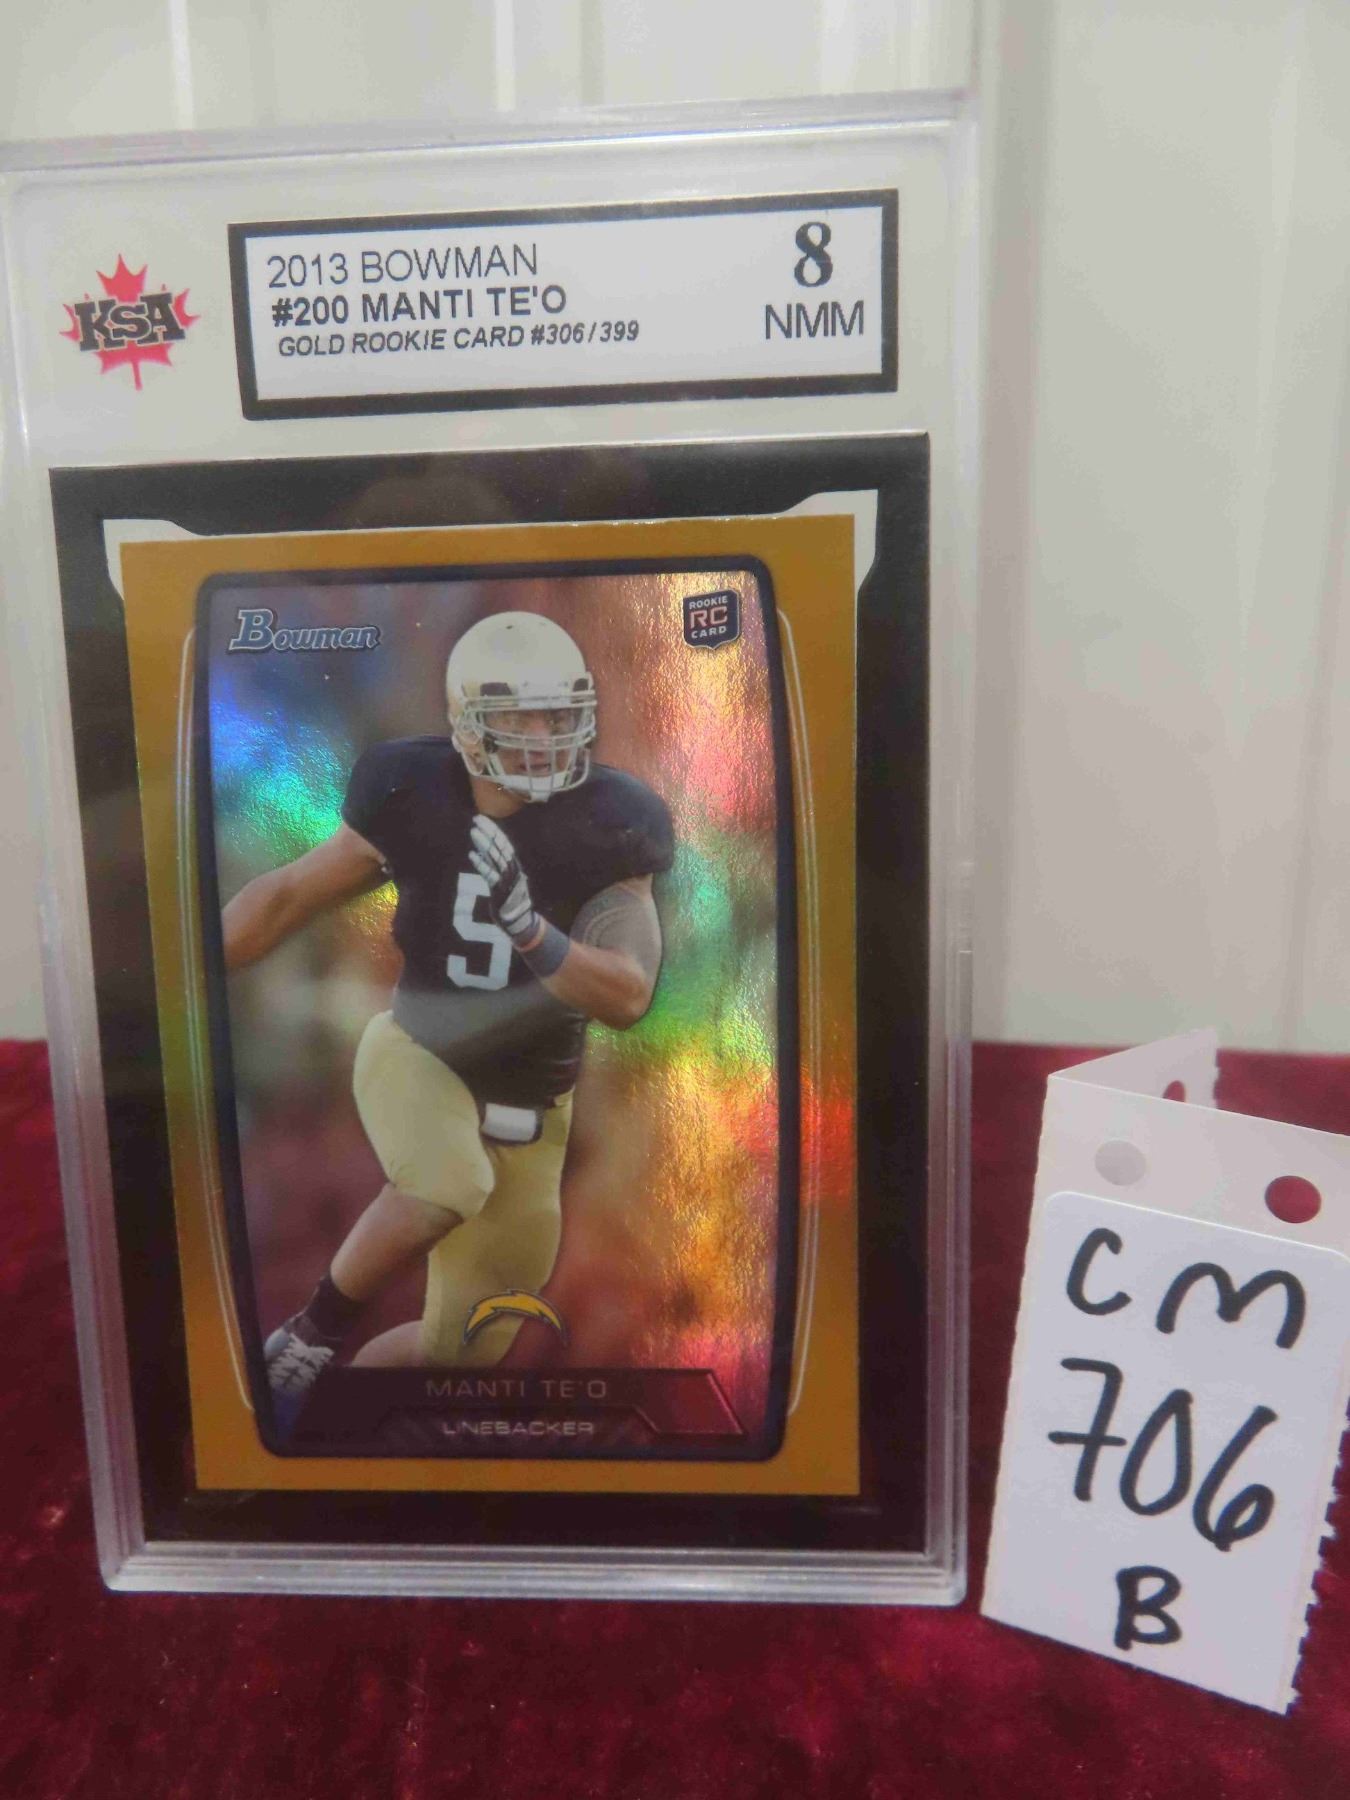 KSA
2013 BOWMAN
#200 MANTI TE'O
GOLD ROOKIE CARD #306/399
8
NMM
Bowman
ROOKIE
RC
CARD
5
MANTI TE'O
LINEBACKER
CM
706
B